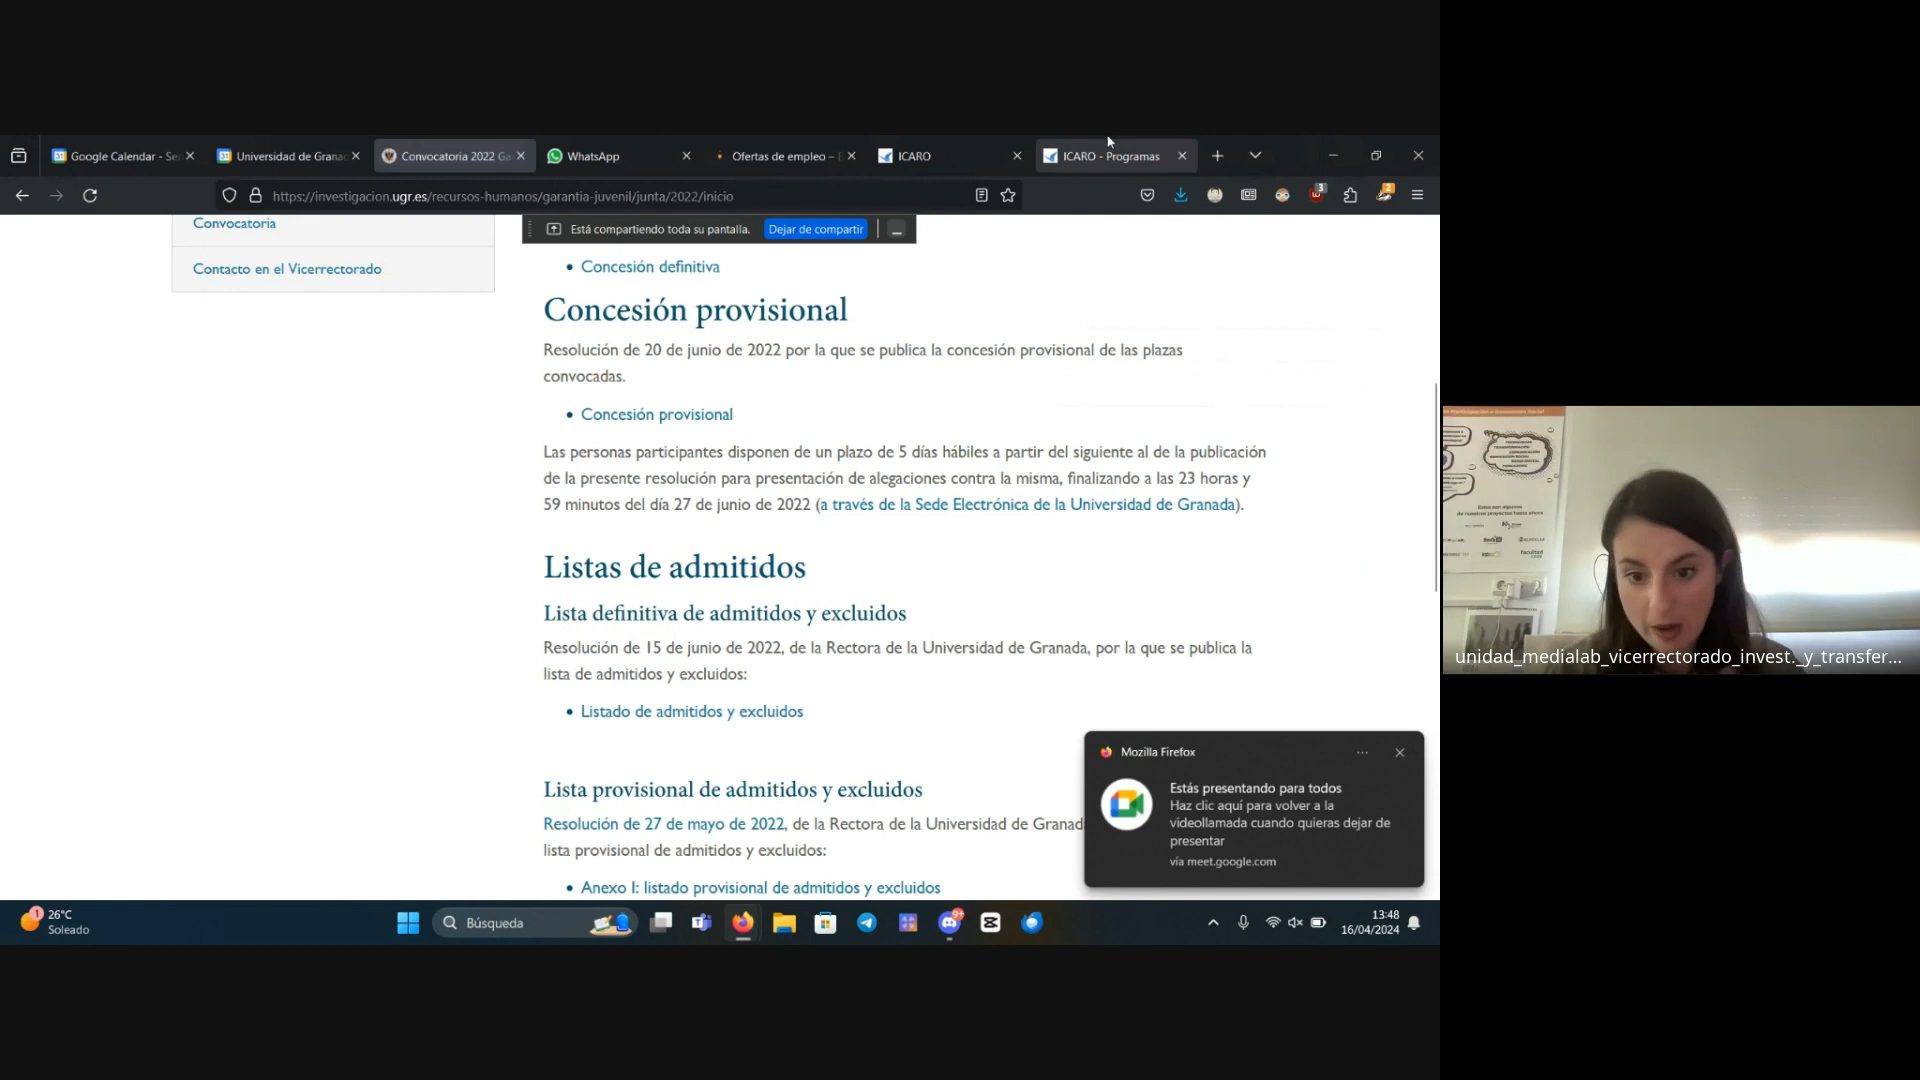 Google Calendar - Se
Universidad de Grana
Convocatoria 2022 Ga
WhatsApp
Ofertas de empleo –
ICARO
ICARO - Programas
https://investigacion.ugr.es/recursos-humanos/garantia-juvenil/junta/2022/inicio
3
2
Está compartiendo toda su pantalla.
Dejar de compartir
Convocatoria
Contacto en el Vicerrectorado
• Concesión definitiva
Concesión provisional
Resolución de 20 de junio de 2022 por la que se publica la concesión provisional de las plazas
convocadas.
• Concesión provisional
Las personas participantes disponen de un plazo de 5 días hábiles a partir del siguiente al de la publicación
de la presente resolución para presentación de alegaciones contra la misma, finalizando a las 23 horas y
59 minutos del día 27 de junio de 2022 (a través de la Sede Electrónica de la Universidad de Granada).
Listas de admitidos
Lista definitiva de admitidos y excluidos
Resolución de 15 de junio de 2022, de la Rectora de la Universidad de Granada, por la que se publica la
lista de admitidos y excluidos:
• Listado de admitidos y excluidos
Lista provisional de admitidos y excluidos
Resolución de 27 de mayo de 2022, de la Rectora de la Universidad de Granad
lista provisional de admitidos y excluidos:
• Anexo I: listado provisional de admitidos y excluidos
Mozilla Firefox
Estás presentando para todos
Haz clic aquí para volver a la
videollamada cuando quieras dejar de
presentar
vía meet.google.com
1
26°C
Soleado
Búsqueda
9+
13:48
16/04/2024
unidad_medialab_vicerrectorado_invest._y_transfer...